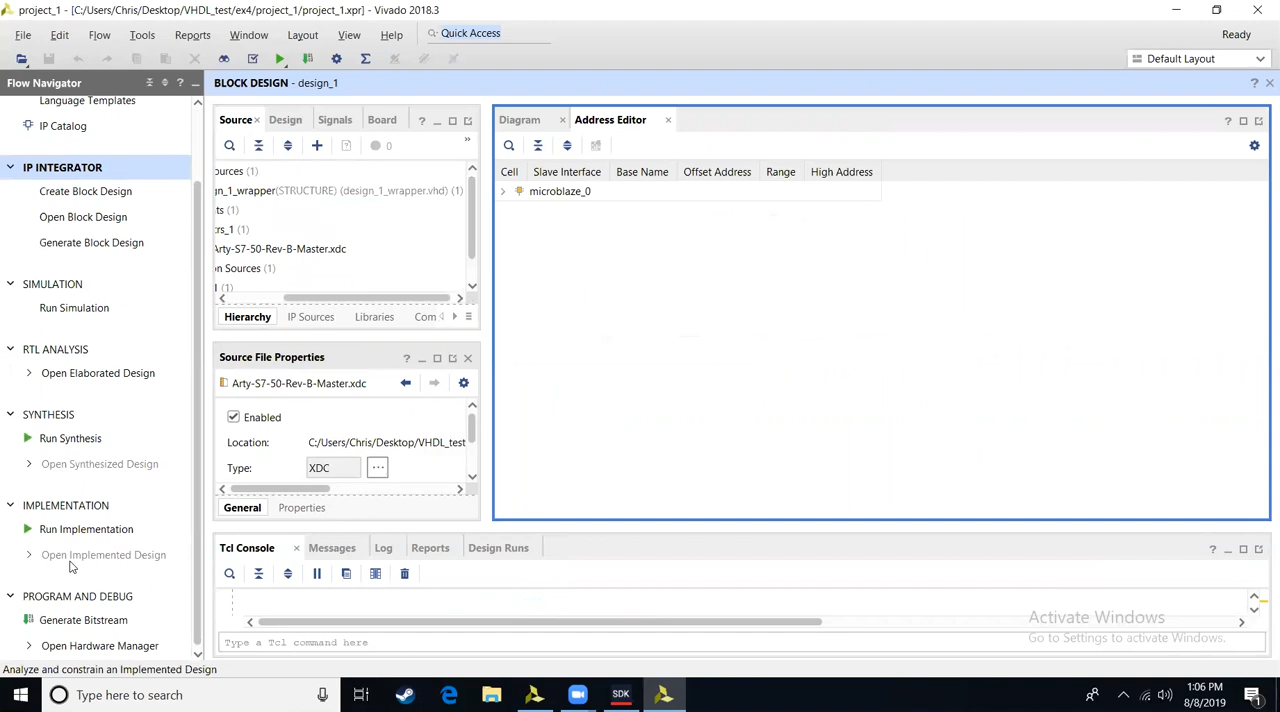 project_1 - [C:/Users/Chris/Desktop/VHDL_test/ex4/project_1/project_1.xpr] - Vivado 2018.3
File Edit Flow Tools Reports Window Layout View Help Quick Access Ready
Default Layout
Flow Navigator
BLOCK DESIGN - design_1
Language Templates
IP Catalog
IP INTEGRATOR
Create Block Design
Open Block Design
Generate Block Design
SIMULATION
Run Simulation
RTL ANALYSIS
Open Elaborated Design
SYNTHESIS
Run Synthesis
Open Synthesized Design
IMPLEMENTATION
Run Implementation
Open Implemented Design
PROGRAM AND DEBUG
Generate Bitstream
Open Hardware Manager
Source Design Signals Board
0
ources (1)
gn_1_wrapper(STRUCTURE) (design_1_wrapper.vhd) (1)
ts (1)
trs_1 (1)
Arty-S7-50-Rev-B-Master.xdc
on Sources (1)
1 (1)
Hierarchy IP Sources Libraries Com
Source File Properties
Arty-S7-50-Rev-B-Master.xdc
Enabled
Location: C:/Users/Chris/Desktop/VHDL_test
Type: XDC
General Properties
Diagram Address Editor
Cell Slave Interface Base Name Offset Address Range High Address
microblaze_0
Tcl Console Messages Log Reports Design Runs
Type a Tcl command here
Activate Windows
Go to Settings to activate Windows.
Analyze and constrain an Implemented Design
Type here to search
SDK
1:06 PM
8/8/2019
1